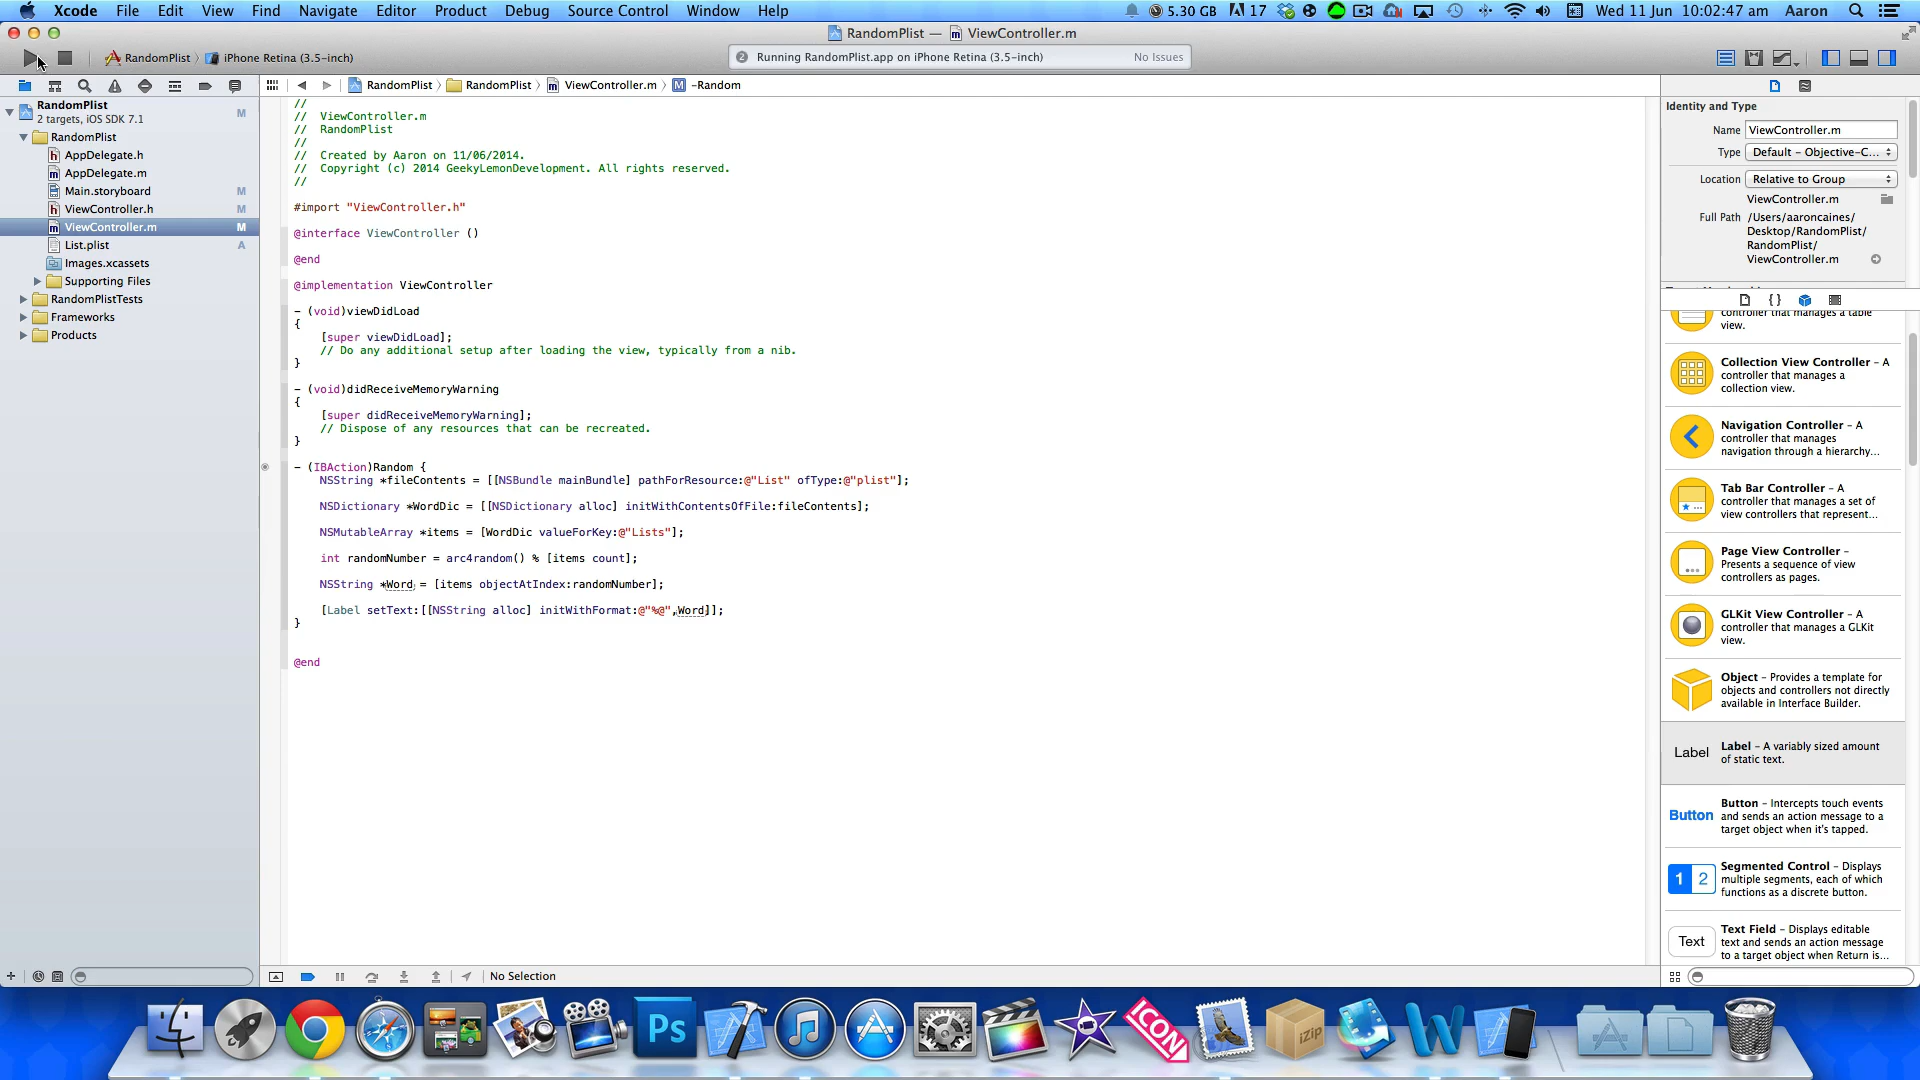 Xcode File Edit View Find Navigate Editor Product Debug Source Control Window Help 5.30 GB 17 Wed 11 Jun 10:02:47 am Aaron
RandomPlist — ViewController.m
RandomPlist 〉 iPhone Retina (3.5-inch)
2 Running RandomPlist.app on iPhone Retina (3.5-inch) No Issues
RandomPlist 〉 RandomPlist 〉 ViewController.m 〉 M -Random
RandomPlist
2 targets, iOS SDK 7.1 M
RandomPlist
AppDelegate.h
AppDelegate.m
Main.storyboard M
ViewController.h M
ViewController.m M
List.plist A
Images.xcassets
Supporting Files
RandomPlistTests
Frameworks
Products
//
// ViewController.m
// RandomPlist
//
// Created by Aaron on 11/06/2014.
// Copyright (c) 2014 GeekyLemonDevelopment. All rights reserved.
//
#import "ViewController.h"
@interface ViewController ()
@end
@implementation ViewController
- (void)viewDidLoad
{
[super viewDidLoad];
// Do any additional setup after loading the view, typically from a nib.
}
- (void)didReceiveMemoryWarning
{
[super didReceiveMemoryWarning];
// Dispose of any resources that can be recreated.
}
- (IBAction)Random {
NSString *fileContents = [[NSBundle mainBundle] pathForResource:@"List" ofType:@"plist"];
NSDictionary *WordDic = [[NSDictionary alloc] initWithContentsOfFile:fileContents];
NSMutableArray *items = [WordDic valueForKey:@"Lists"];
int randomNumber = arc4random() % [items count];
NSString *Word = [items objectAtIndex:randomNumber];
[Label setText:[[NSString alloc] initWithFormat:@"%@",Word]];
}
@end
No Selection
Identity and Type
Name ViewController.m
Type Default - Objective-C...
Location Relative to Group
ViewController.m
Full Path /Users/aaroncaines/
Desktop/RandomPlist/
RandomPlist/
ViewController.m
controller that manages a table
view.
Collection View Controller - A
controller that manages a
collection view.
Navigation Controller - A
controller that manages
navigation through a hierarchy...
Tab Bar Controller - A
controller that manages a set of
view controllers that represent...
Page View Controller -
Presents a sequence of view
controllers as pages.
GLKit View Controller - A
controller that manages a GLKit
view.
Object - Provides a template for
objects and controllers not directly
available in Interface Builder.
Label
Label - A variably sized amount
of static text.
Button
Button - Intercepts touch events
and sends an action message to a
target object when it's tapped.
1 2
Segmented Control - Displays
multiple segments, each of which
functions as a discrete button.
Text
Text Field - Displays editable
text and sends an action message
to a target object when Return is...
Ps
ICON
iZip
W